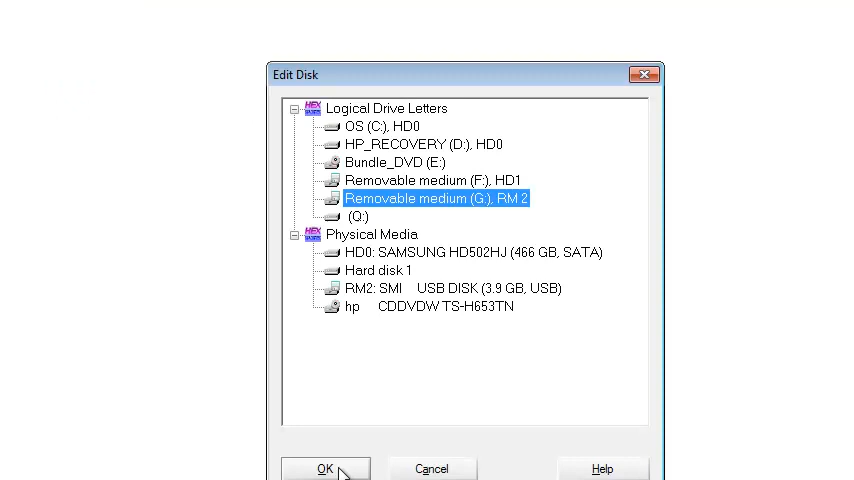 Edit Disk
HEX Logical Drive Letters
OS (C:), HD0
HP_RECOVERY (D:), HD0
Bundle_DVD (E:)
Removable medium (F:), HD1
Removable medium (G:), RM 2
(Q:)
HEX Physical Media
HD0: SAMSUNG HD502HJ (466 GB, SATA)
Hard disk 1
RM2: SMI USB DISK (3.9 GB, USB)
hp CDDVDW TS-H653TN
OK Cancel Help